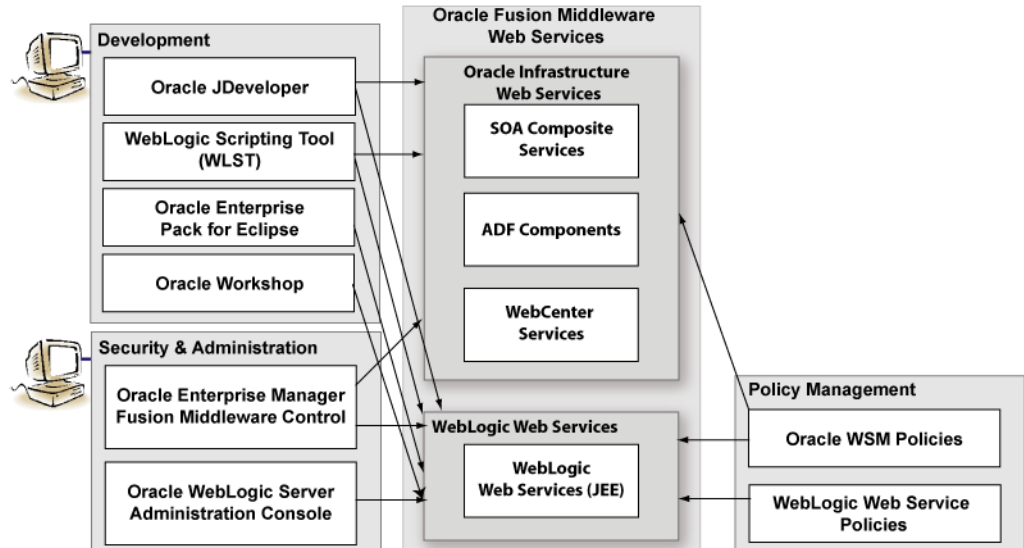 Development
Oracle JDeveloper
WebLogic Scripting Tool
(WLST)
Oracle Enterprise
Pack for Eclipse
Oracle Workshop
Security & Administration
Oracle Enterprise Manager
Fusion Middleware Control
Oracle WebLogic Server
Administration Console
Oracle Fusion Middleware
Web Services
Oracle Infrastructure
Web Services
SOA Composite
Services
ADF Components
WebCenter
Services
WebLogic Web Services
WebLogic
Web Services (JEE)
Policy Management
Oracle WSM Policies
WebLogic Web Service
Policies